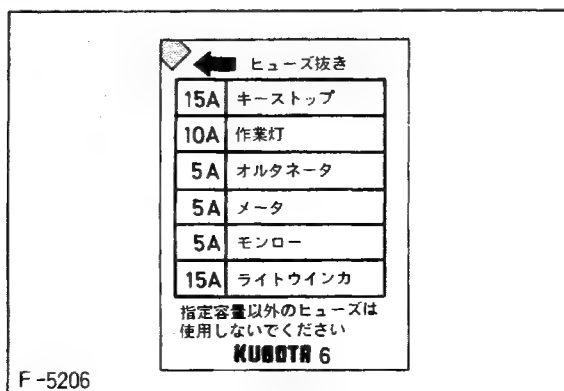 ヒューズ抜き
15A キーストップ
10A 作業灯
5A オルタネータ
5A メータ
5A モンロー
15A ライトウインカ
指定容量以外のヒューズは
使用しないでください
KUBOTA 6
F-5206